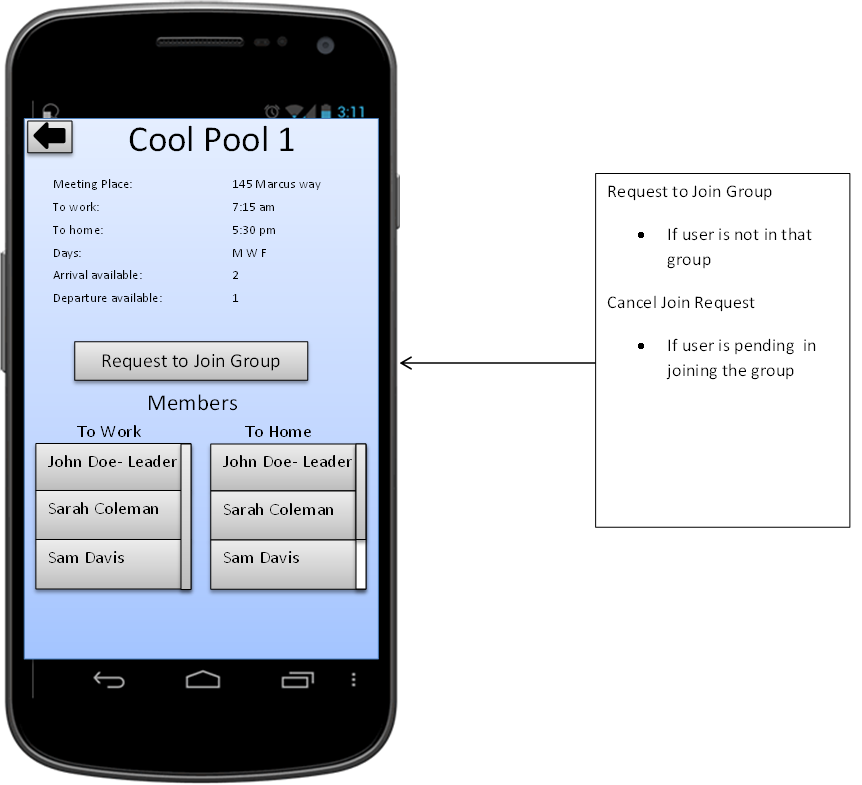 3:11
Cool Pool 1
Meeting Place: 145 Marcus way
To work: 7:15 am
To home: 5:30 pm
Days: M W F
Arrival available: 2
Departure available: 1
Request to Join Group
Members
To Work To Home
John Doe- Leader John Doe- Leader
Sarah Coleman Sarah Coleman
Sam Davis Sam Davis
Request to Join Group
• If user is not in that
group
Cancel Join Request
• If user is pending in
joining the group